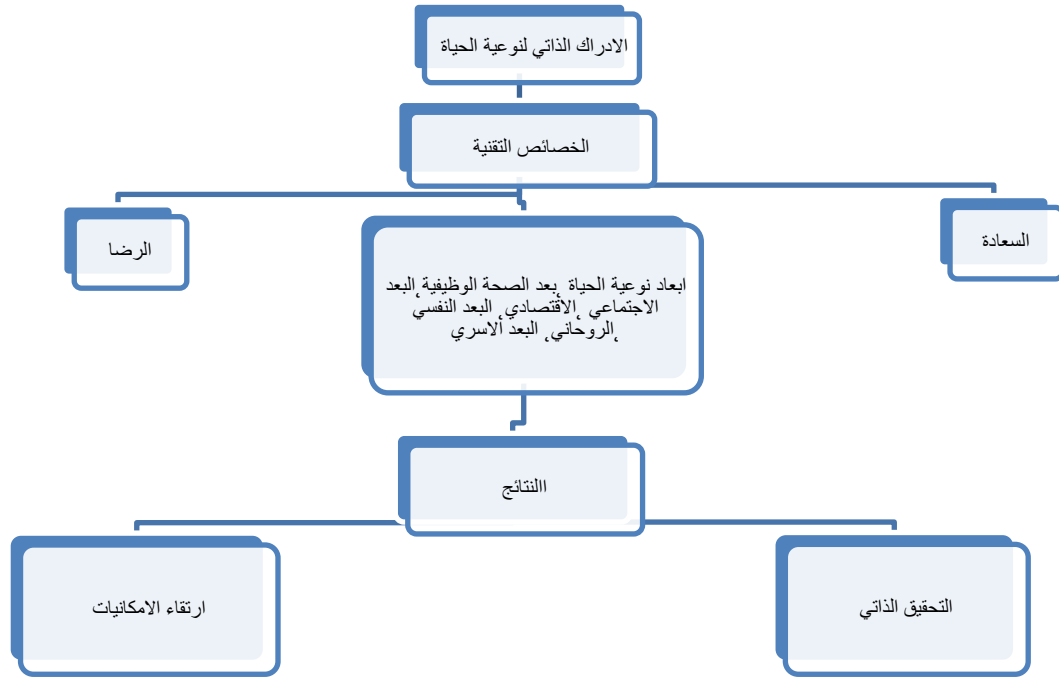 الادراك الذاتي لنوعية الحياة
الخصائص التقنية
السعادة
الرضا
ابعاد نوعية الحياة ,بعد الصحة الوظيفية,البعد
الاجتماعي ,الاقتصادي, البعد النفسي
,الروحاني, البعد الاسري
االنتائج
التحقيق الذاتي
ارتقاء الامكانيات